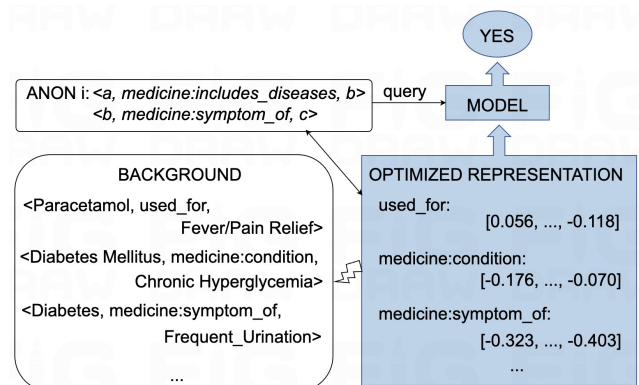 YES
ANON i: <a, medicine:includes_diseases, b>
<b, medicine:symptom_of, c>
query
MODEL
BACKGROUND
<Paracetamol, used_for,
Fever/Pain Relief>
<Diabetes Mellitus, medicine:condition,
Chronic Hyperglycemia>
<Diabetes, medicine:symptom_of,
Frequent_Urination>
...
OPTIMIZED REPRESENTATION
used_for:
[0.056, ..., -0.118]
medicine:condition:
[-0.176, ..., -0.070]
medicine:symptom_of:
[-0.323, ..., -0.403]
...